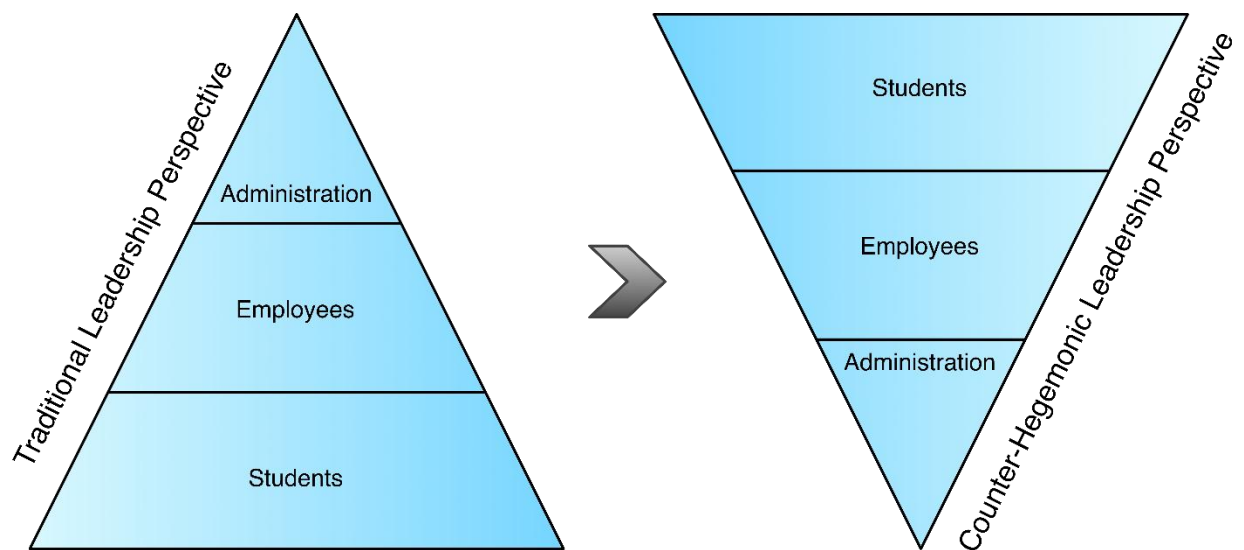 Traditional Leadership Perspective
Administration
Employees
Students
Students
Employees
Administration
Counter-Hegemonic Leadership Perspective